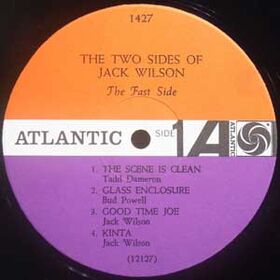 1427
THE TWO SIDES OF
JACK WILSON
The Fast Side
ATLANTIC SIDE 1 A ATLANTIC
1. THE SCENE IS CLEAN
Tadd Dameron
2. GLASS ENCLOSURE
Bud Powell
3. GOOD TIME JOE
Jack Wilson
4. KINTA
Jack Wilson
(12127)